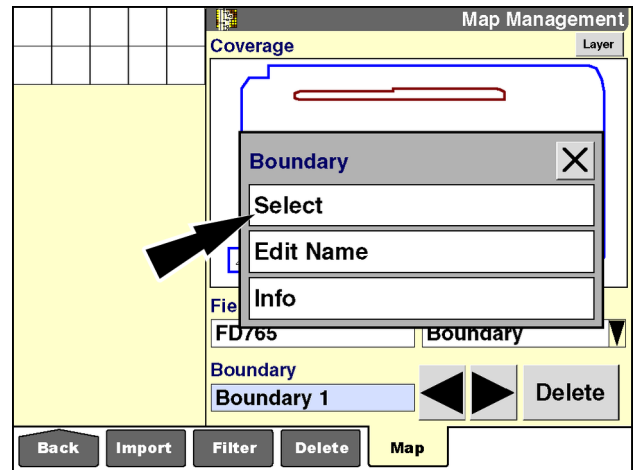 Map Management
Coverage
Layer
Boundary
Select
Edit Name
Info
Fie
FD765
Boundary
Boundary
Boundary 1
Delete
Back
Import
Filter
Delete
Map